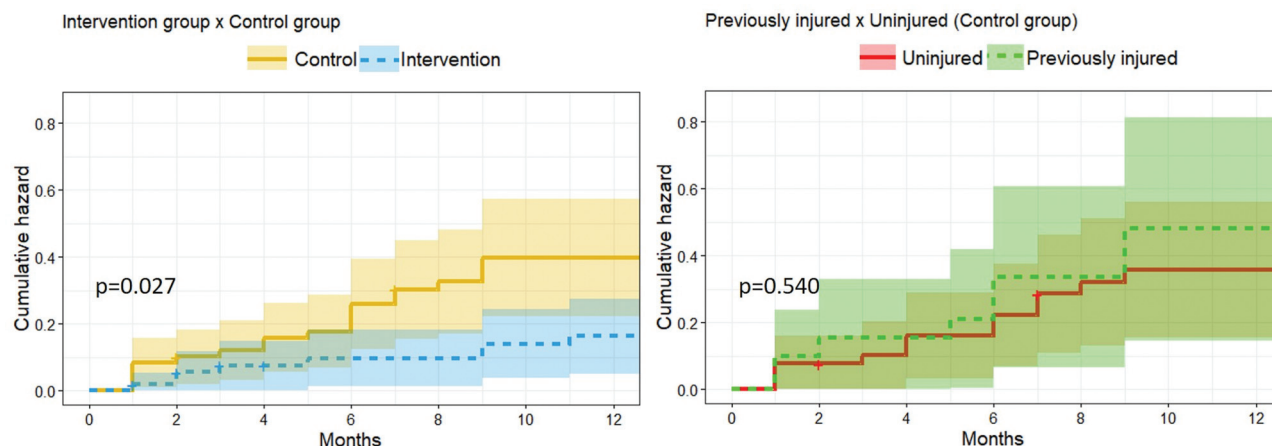 Intervention group x Control group
Control Intervention
Cumulative hazard
0.8
0.6
0.4
0.2
0.0
p=0.027
0 2 4 6 8 10 12
Months
Previously injured x Uninjured (Control group)
Uninjured Previously injured
Cumulative hazard
0.8
0.6
0.4
0.2
0.0
p=0.540
0 2 4 6 8 10 12
Months